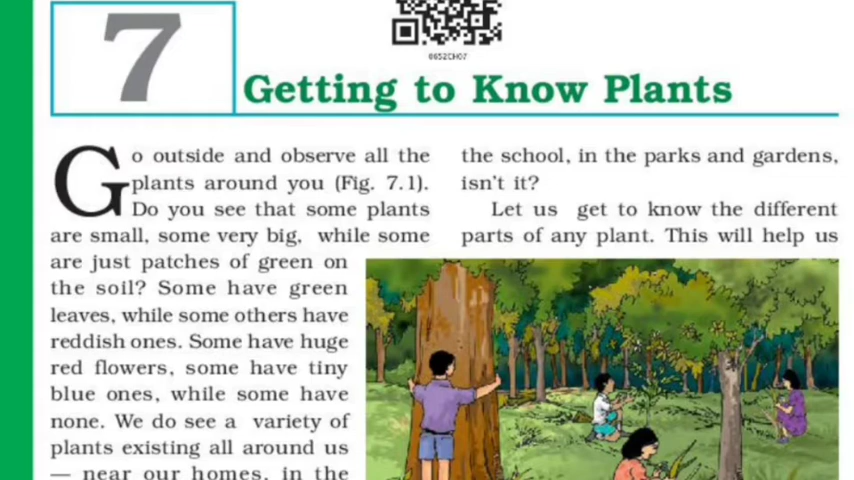 7
0652CH07
Getting to Know Plants
Go outside and observe all the
plants around you (Fig. 7.1).
Do you see that some plants
are small, some very big, while some
are just patches of green on
the soil? Some have green
leaves, while some others have
reddish ones. Some have huge
red flowers, some have tiny
blue ones, while some have
none. We do see a variety of
plants existing all around us
— near our homes, in the
the school, in the parks and gardens,
isn't it?
Let us get to know the different
parts of any plant. This will help us